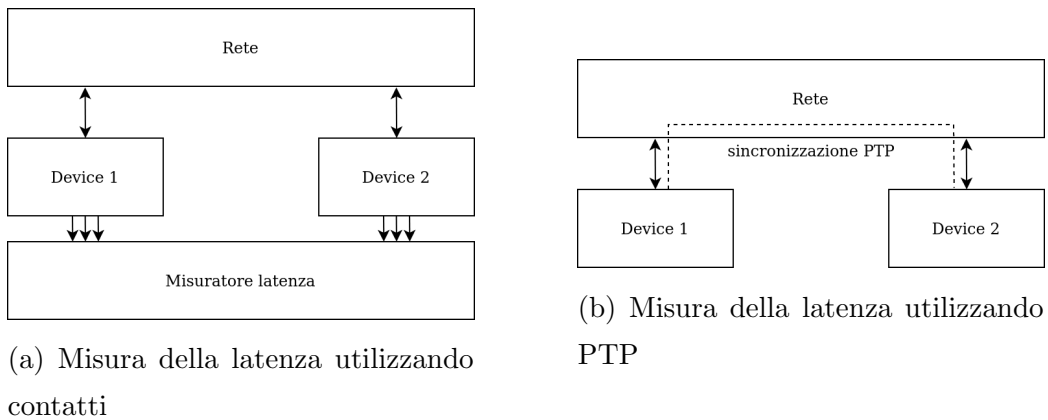 Rete
Device 1
Device 2
Misuratore latenza
(a) Misura della latenza utilizzando
contatti
Rete
sincronizzazione PTP
Device 1
Device 2
(b) Misura della latenza utilizzando
PTP